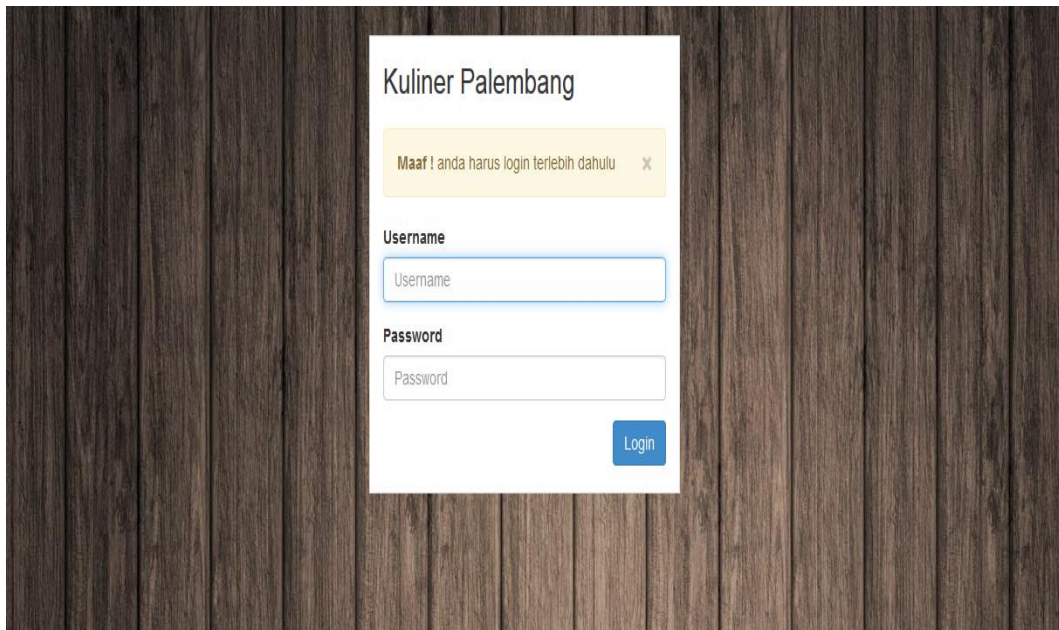 Kuliner Palembang
Maaf ! anda harus login terlebih dahulu ×
Username
Username
Password
Password
Login